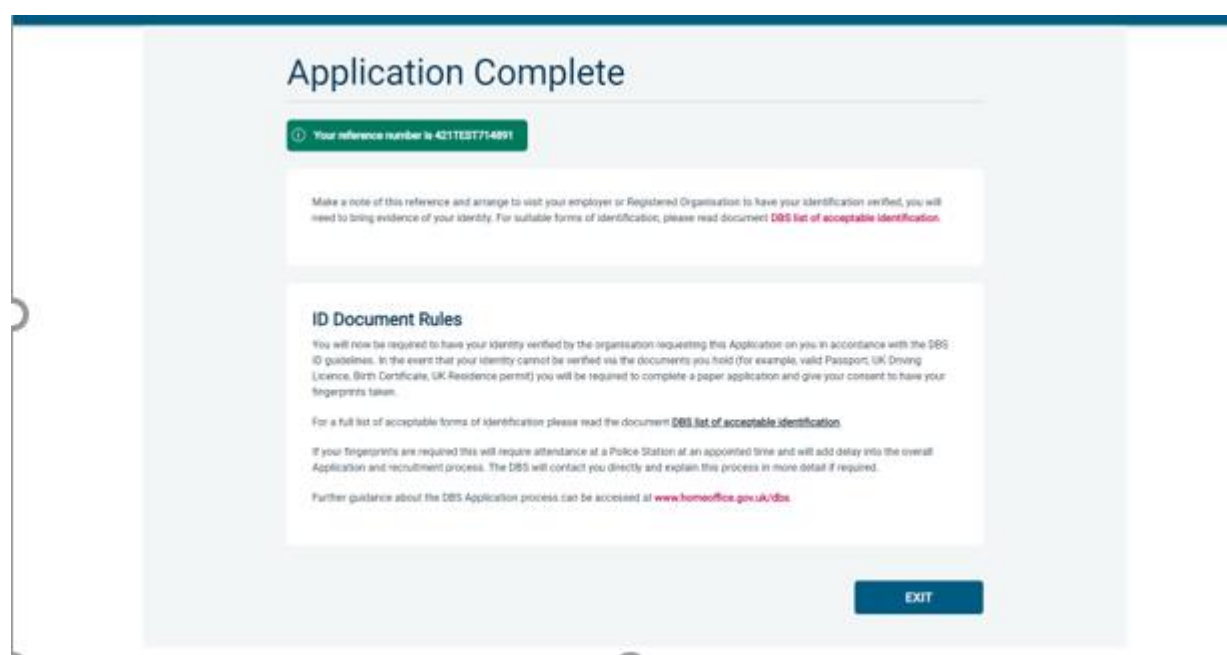 Application Complete
Your reference number is 421TEST714891
Make a note of this reference and arrange to visit your employer or Registered Organisation to have your identification verified, you will
need to bring evidence of your identity. For suitable forms of identification, please read document DBS list of acceptable identification.
ID Document Rules
You will now be required to have your identity verified by the organisation requesting this Application on you in accordance with the DBS
ID guidelines. In the event that your identity cannot be verified via the documents you hold (for example, valid Passport, UK Driving
Licence, Birth Certificate, UK Residence permit) you will be required to complete a paper application and give your consent to have your
fingerprints taken.
For a full list of acceptable forms of identification please read the document DBS list of acceptable identification.
If your fingerprints are required this will require attendance at a Police Station at an appointed time and will add delay into the overall
Application and recruitment process. The DBS will contact you directly and explain this process in more detail if required.
Further guidance about the DBS Application process can be accessed at www.homeoffice.gov.uk/dbs.
EXIT